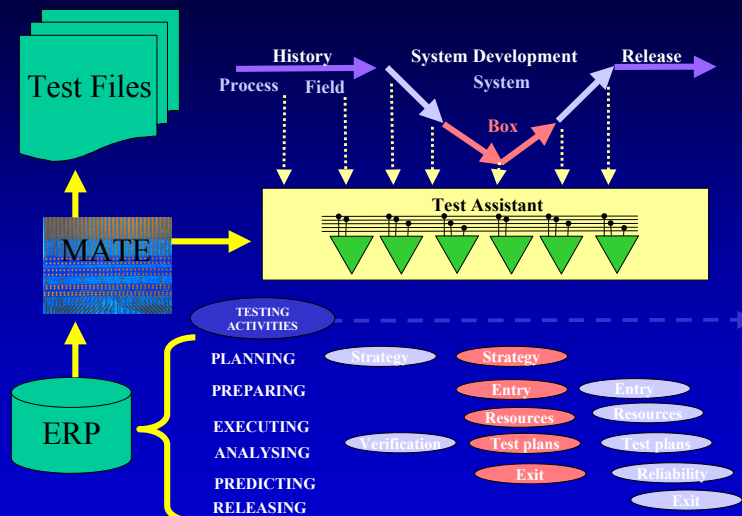 Test Files
History
System Development
Release
Process
Field
System
Box
Test Assistant
MATE
TESTING
ACTIVITIES
PLANNING
Strategy
Strategy
PREPARING
Entry
Entry
EXECUTING
Resources
Resources
ERP
ANALYSING
Verification
Test plans
Test plans
PREDICTING
Exit
Reliability
RELEASING
Exit